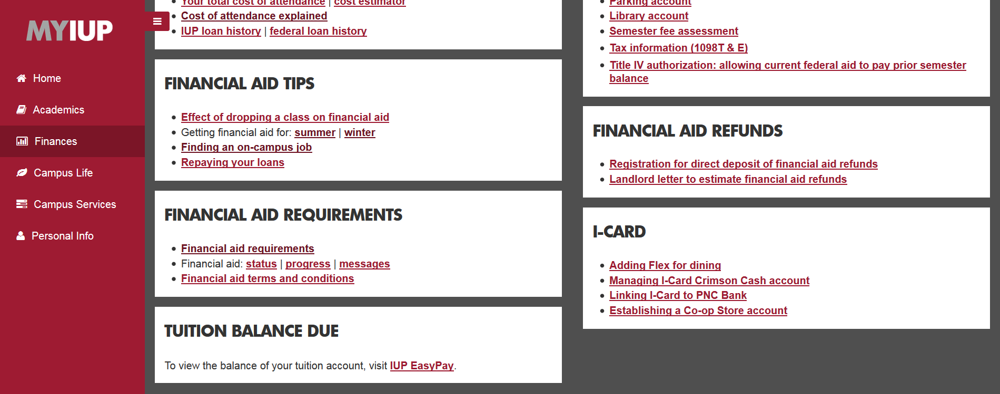 MYIUP
Home
Academics
Finances
Campus Life
Campus Services
Personal Info
Your total cost of attendance | cost estimator
Cost of attendance explained
IUP loan history | federal loan history
FINANCIAL AID TIPS
Effect of dropping a class on financial aid
Getting financial aid for: summer | winter
Finding an on-campus job
Repaying your loans
FINANCIAL AID REQUIREMENTS
Financial aid requirements
Financial aid: status | progress | messages
Financial aid terms and conditions
TUITION BALANCE DUE
To view the balance of your tuition account, visit IUP EasyPay.
Parking account
Library account
Semester fee assessment
Tax information (1098T & E)
Title IV authorization: allowing current federal aid to pay prior semester
balance
FINANCIAL AID REFUNDS
Registration for direct deposit of financial aid refunds
Landlord letter to estimate financial aid refunds
I-CARD
Adding Flex for dining
Managing I-Card Crimson Cash account
Linking I-Card to PNC Bank
Establishing a Co-op Store account